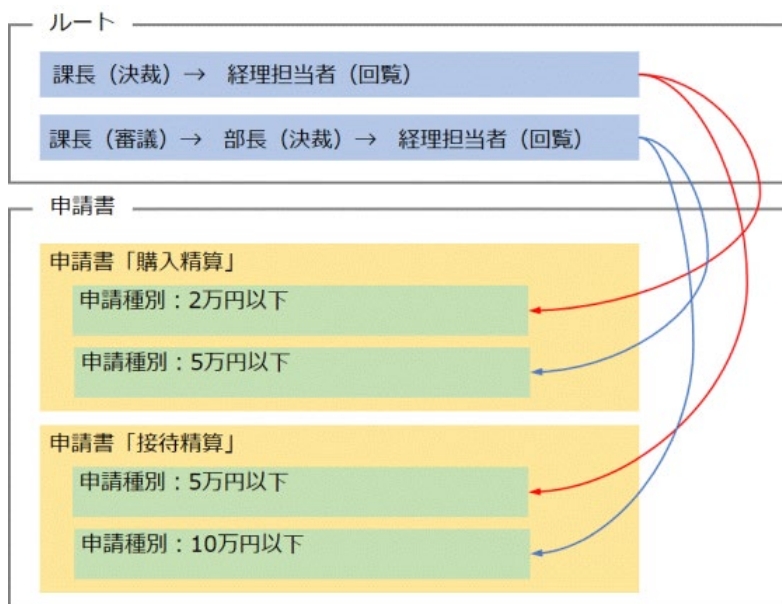 ルート
課長（決裁）→ 経理担当者（回覧）
課長（審議）→ 部長（決裁）→ 経理担当者（回覧）
申請書
申請書「購入精算」
申請種別：2万円以下
申請種別：5万円以下
申請書「接待精算」
申請種別：5万円以下
申請種別：10万円以下